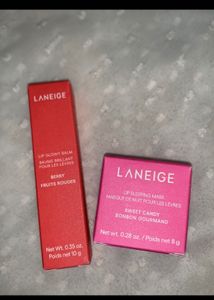 LANEIGE
LIP GLOWY BALM
BAUME BRILLANT
POUR LES LÈVRES
BERRY
FRUITS ROUGES
Net Wt. 0.35 oz.
Poids net 10 g
LANEIGE
LIP SLEEPING MASK
MASQUE DE NUIT POUR LES LÈVRES
SWEET CANDY
BONBON GOURMAND
Net wt. 0.28 oz. / Poids net 8 g